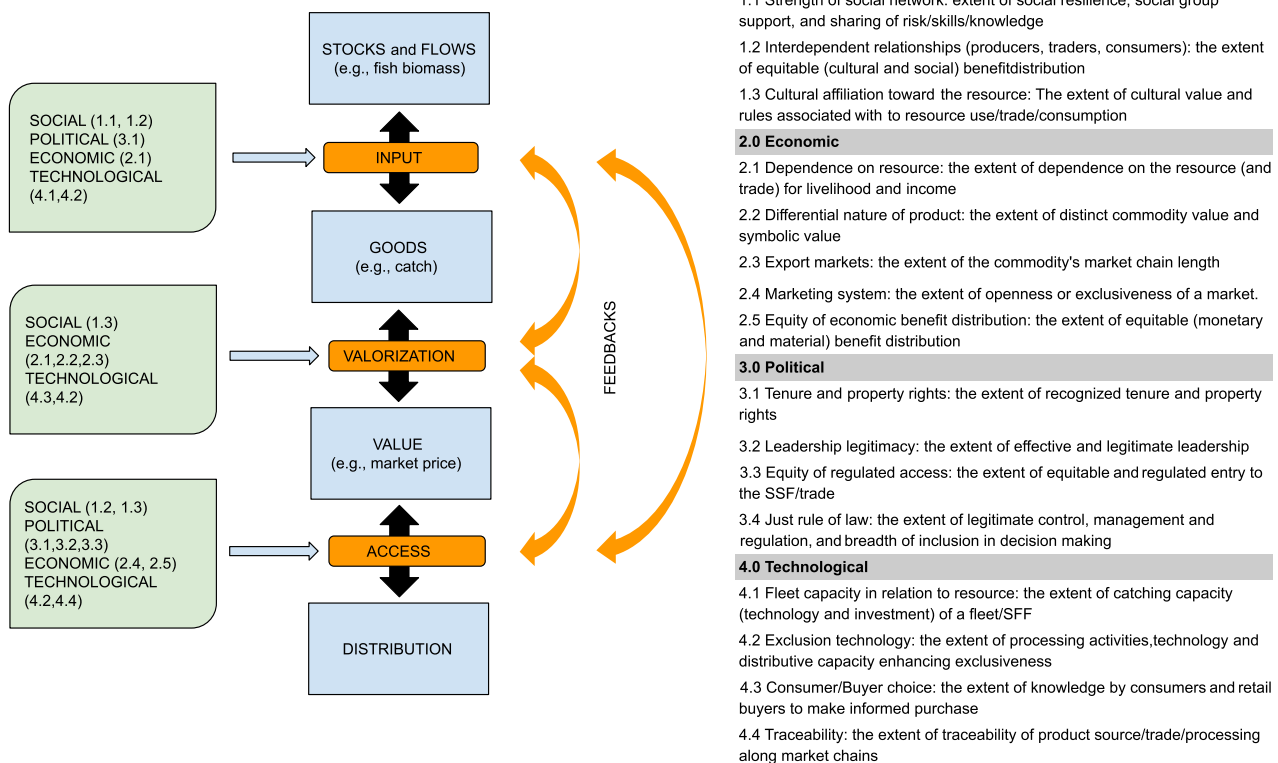 STOCKS and FLOWS
(e.g., fish biomass)
SOCIAL (1.1, 1.2)
POLITICAL (3.1)
ECONOMIC (2.1)
TECHNOLOGICAL
(4.1,4.2)
INPUT
GOODS
(e.g., catch)
SOCIAL (1.3)
ECONOMIC
(2.1,2.2,2.3)
TECHNOLOGICAL
(4.3,4.2)
VALORIZATION
VALUE
(e.g., market price)
SOCIAL (1.2, 1.3)
POLITICAL
(3.1,3.2,3.3)
ECONOMIC (2.4, 2.5)
TECHNOLOGICAL
(4.2,4.4)
ACCESS
DISTRIBUTION
FEEDBACKS
1.1 Strength of social network: extent of social resilience, social group
support, and sharing of risk/skills/knowledge
1.2 Interdependent relationships (producers, traders, consumers): the extent
of equitable (cultural and social) benefitdistribution
1.3 Cultural affiliation toward the resource: The extent of cultural value and
rules associated with to resource use/trade/consumption
2.0 Economic
2.1 Dependence on resource: the extent of dependence on the resource (and
trade) for livelihood and income
2.2 Differential nature of product: the extent of distinct commodity value and
symbolic value
2.3 Export markets: the extent of the commodity's market chain length
2.4 Marketing system: the extent of openness or exclusiveness of a market.
2.5 Equity of economic benefit distribution: the extent of equitable (monetary
and material) benefit distribution
3.0 Political
3.1 Tenure and property rights: the extent of recognized tenure and property
rights
3.2 Leadership legitimacy: the extent of effective and legitimate leadership
3.3 Equity of regulated access: the extent of equitable and regulated entry to
the SSF/trade
3.4 Just rule of law: the extent of legitimate control, management and
regulation, and breadth of inclusion in decision making
4.0 Technological
4.1 Fleet capacity in relation to resource: the extent of catching capacity
(technology and investment) of a fleet/SFF
4.2 Exclusion technology: the extent of processing activities,technology and
distributive capacity enhancing exclusiveness
4.3 Consumer/Buyer choice: the extent of knowledge by consumers and retail
buyers to make informed purchase
4.4 Traceability: the extent of traceability of product source/trade/processing
along market chains